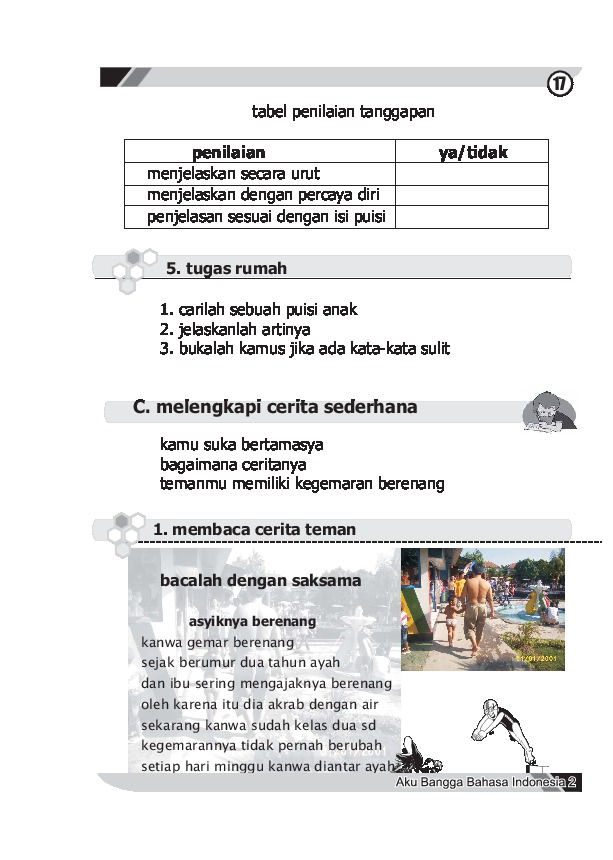 17
tabel penilaian tanggapan
penilaian ya/tidak
menjelaskan secara urut
menjelaskan dengan percaya diri
penjelasan sesuai dengan isi puisi
5. tugas rumah
1. carilah sebuah puisi anak
2. jelaskanlah artinya
3. bukalah kamus jika ada kata-kata sulit
C. melengkapi cerita sederhana
kamu suka bertamasya
bagaimana ceritanya
temanmu memiliki kegemaran berenang
1. membaca cerita teman
bacalah dengan saksama
asyiknya berenang
kanwa gemar berenang
sejak berumur dua tahun ayah
dan ibu sering mengajaknya berenang
oleh karena itu dia akrab dengan air
sekarang kanwa sudah kelas dua sd
kegemarannya tidak pernah berubah
setiap hari minggu kanwa diantar ayah
Aku Bangga Bahasa Indonesia 2